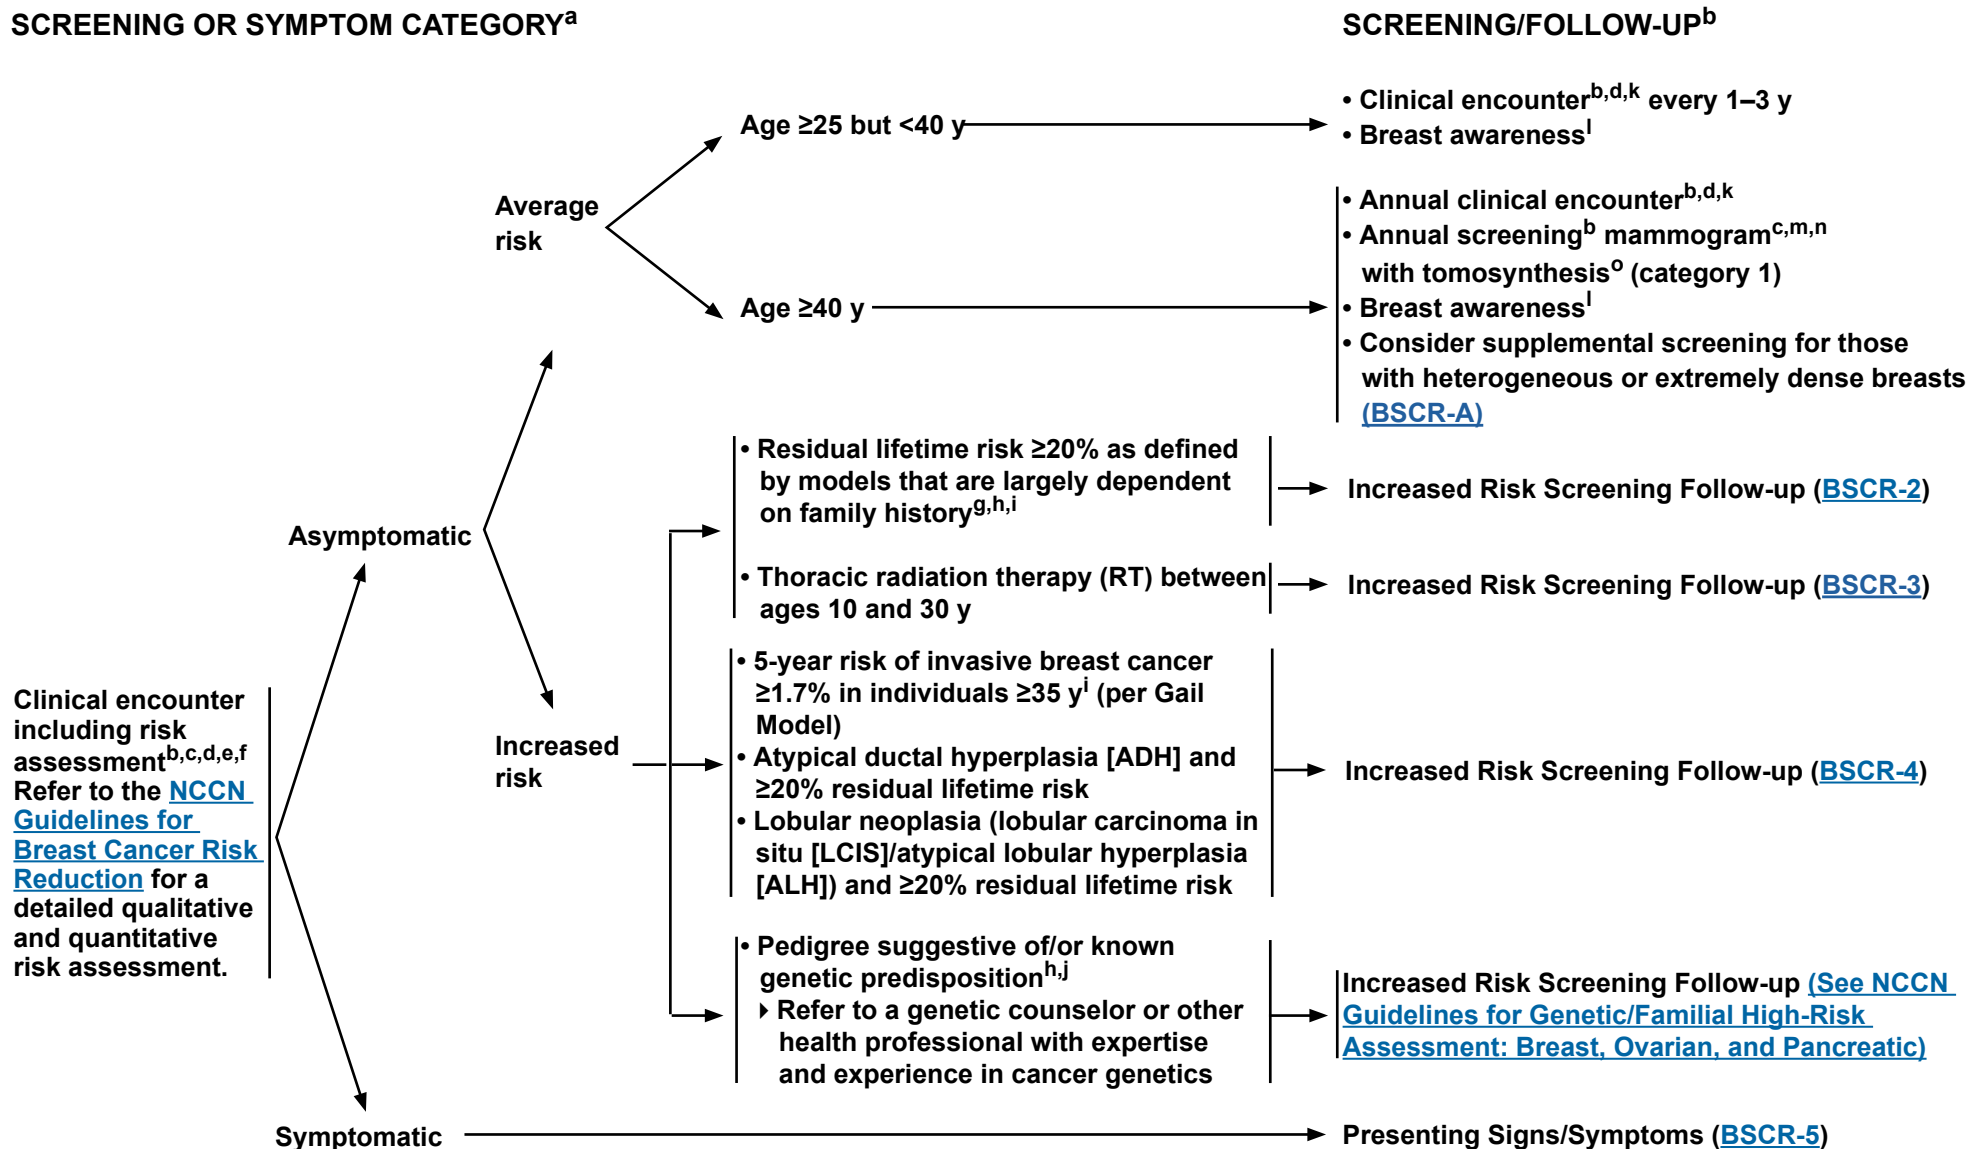 SCREENING OR SYMPTOM CATEGORYa
SCREENING/FOLLOW-UPb
Average
risk
Age ≥25 but <40 y
• Clinical encounterb,d,k every 1–3 y
• Breast awarenessl
Age ≥40 y
• Annual clinical encounterb,d,k
• Annual screeningb mammogramc,m,n
with tomosynthesiso (category 1)
• Breast awarenessl
• Consider supplemental screening for those
with heterogeneous or extremely dense breasts
(BSCR-A)
Asymptomatic
• Residual lifetime risk ≥20% as defined
by models that are largely dependent
on family historyg,h,i
Increased Risk Screening Follow-up (BSCR-2)
• Thoracic radiation therapy (RT) between
ages 10 and 30 y
Increased Risk Screening Follow-up (BSCR-3)
Clinical encounter
including risk
assessmentb,c,d,e,f
Refer to the NCCN
Guidelines for
Breast Cancer Risk
Reduction for a
detailed qualitative
and quantitative
risk assessment.
Increased
risk
• 5-year risk of invasive breast cancer
≥1.7% in individuals ≥35 yi (per Gail
Model)
• Atypical ductal hyperplasia [ADH] and
≥20% residual lifetime risk
• Lobular neoplasia (lobular carcinoma in
situ [LCIS]/atypical lobular hyperplasia
[ALH]) and ≥20% residual lifetime risk
Increased Risk Screening Follow-up (BSCR-4)
• Pedigree suggestive of/or known
genetic predispositionh,j
Refer to a genetic counselor or other
health professional with expertise
and experience in cancer genetics
Increased Risk Screening Follow-up (See NCCN
Guidelines for Genetic/Familial High-Risk
Assessment: Breast, Ovarian, and Pancreatic)
Symptomatic
Presenting Signs/Symptoms (BSCR-5)